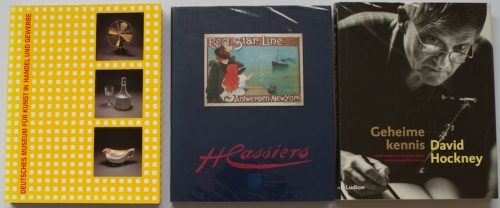 DEUTSCHES MUSEUM FÜR KUNST IN HANDEL UND GEWERBE
Red Star Line
Antwerpen New York
H. Cassiers
Geheime
kennis
David
Hockney
Ludion